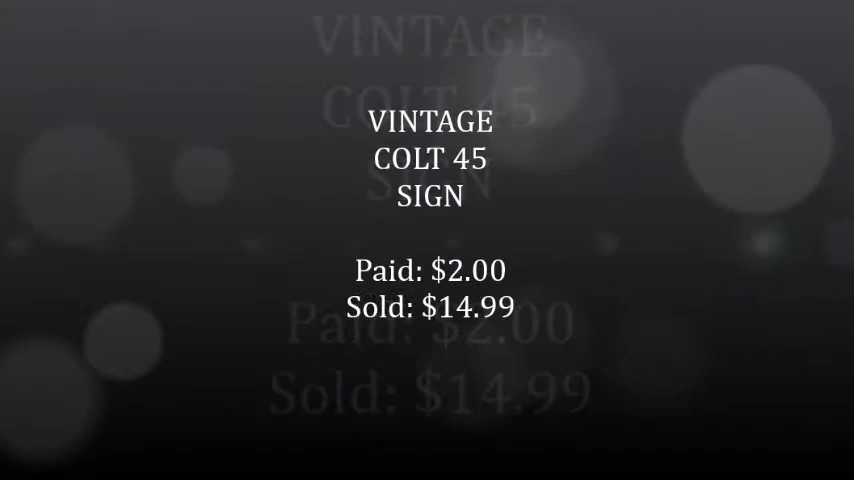 VINTAGE
COLT 45
SIGN
Paid: $2.00
Sold: $14.99